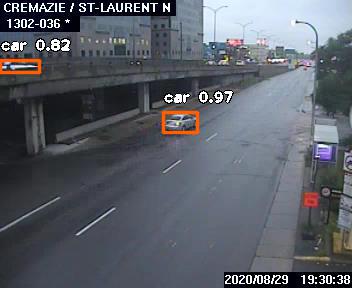 CREMAZIE / ST-LAURENT N
1302-036 *
car 0.82
car 0.97
2020/08/29 19:30:38